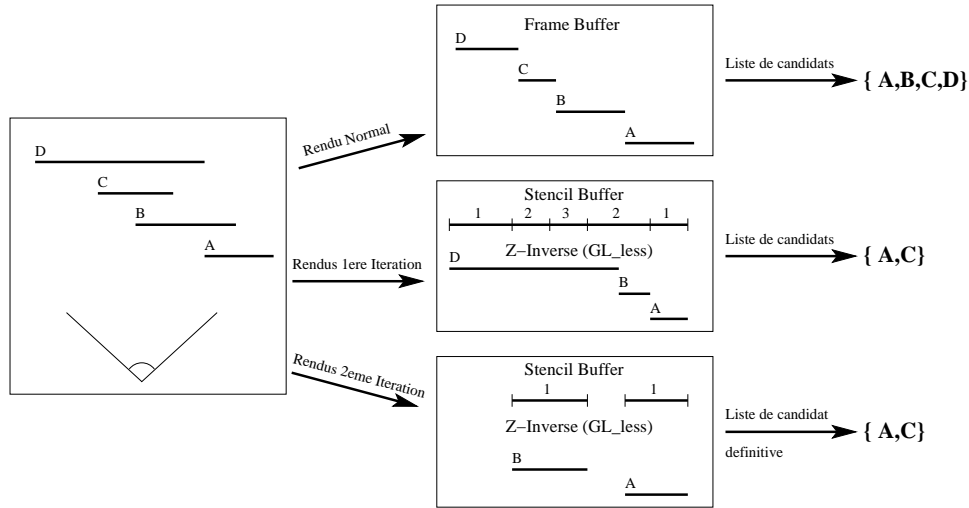 D
C
B
A
Rendu Normal
Rendus 1ere Iteration
Rendus 2eme Iteration
Frame Buffer
D
C
B
A
Liste de candidats
{ A,B,C,D}
Stencil Buffer
1 2 3 2 1
Z−Inverse (GL_less)
D
B
A
Liste de candidats
{ A,C}
Stencil Buffer
1 1
Z−Inverse (GL_less)
B
A
Liste de candidat
definitive
{ A,C}